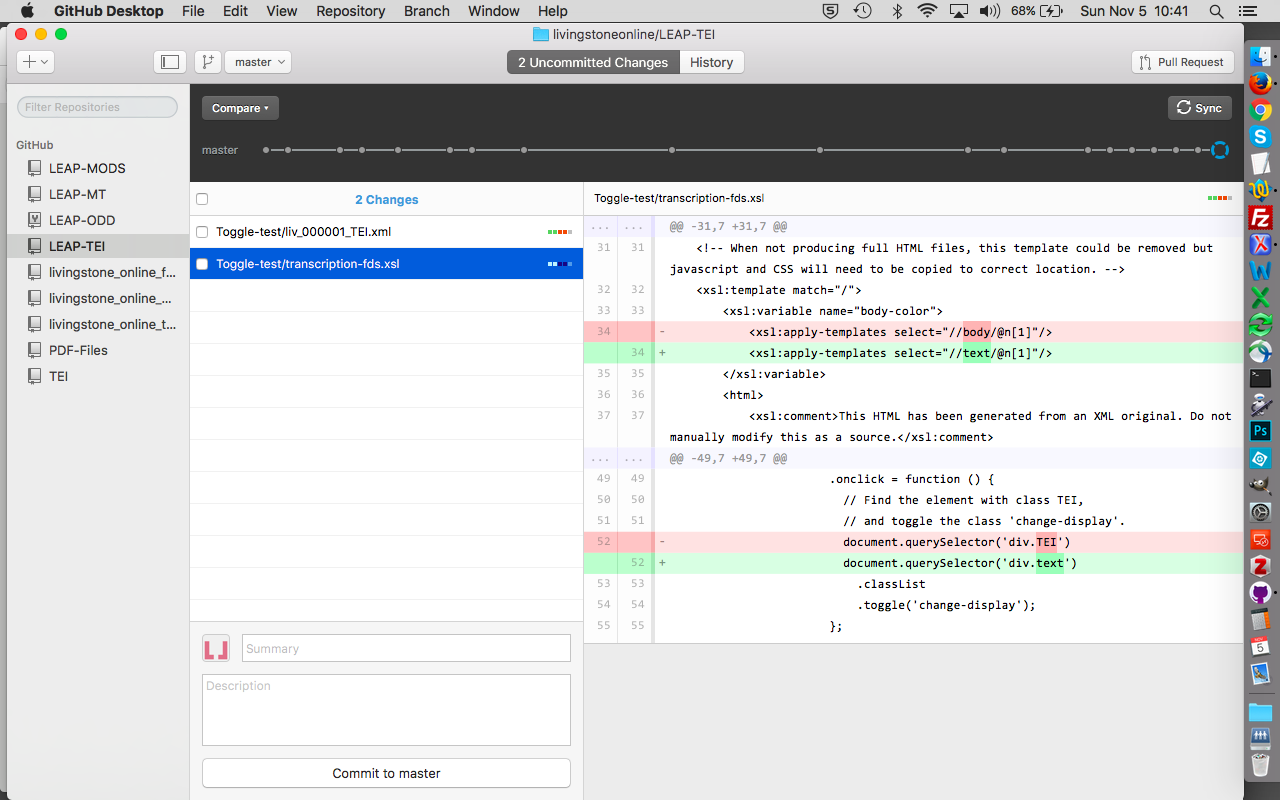 GitHub Desktop File Edit View Repository Branch Window Help 68% Sun Nov 5 10:41
livingstoneonline/LEAP-TEI
master 2 Uncommitted Changes History Pull Request
Filter Repositories
GitHub
LEAP-MODS
LEAP-MT
LEAP-ODD
LEAP-TEI
livingstone_online_f...
livingstone_online_...
livingstone_online_t...
PDF-Files
TEI
Compare Sync
master
2 Changes
Toggle-test/liv_000001_TEI.xml
Toggle-test/transcription-fds.xsl
Summary
Description
Commit to master
Toggle-test/transcription-fds.xsl
... ... @@ -31,7 +31,7 @@
31 31 <!-- When not producing full HTML files, this template could be removed but
javascript and CSS will need to be copied to correct location. -->
32 32 <xsl:template match="/">
33 33 <xsl:variable name="body-color">
34 - <xsl:apply-templates select="//body/@n[1]"/>
34 + <xsl:apply-templates select="//text/@n[1]"/>
35 35 </xsl:variable>
36 36 <html>
37 37 <xsl:comment>This HTML has been generated from an XML original. Do not
manually modify this as a source.</xsl:comment>
... ... @@ -49,7 +49,7 @@
49 49 .onclick = function () {
50 50 // Find the element with class TEI,
51 51 // and toggle the class 'change-display'.
52 - document.querySelector('div.TEI')
52 + document.querySelector('div.text')
53 53 .classList
54 54 .toggle('change-display');
55 55 };
S
Fz
X
W
X
Ps
Z
NOV
5